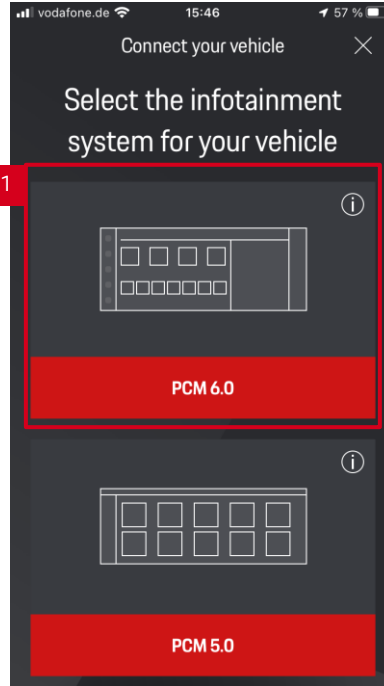 vodafone.de 15:46 57 %
Connect your vehicle
Select the infotainment
system for your vehicle
1
PCM 6.0
PCM 5.0